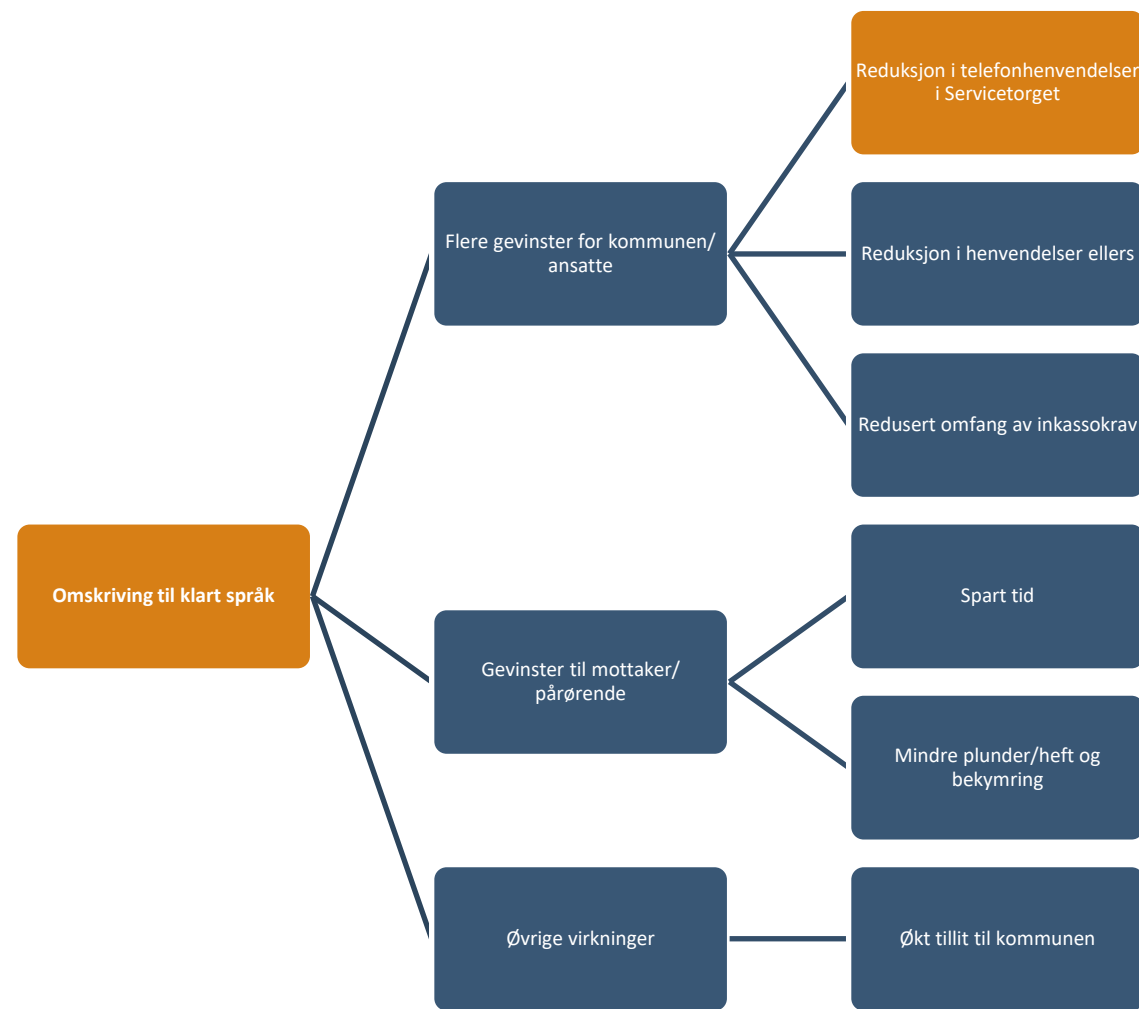 Reduksjon i telefonhenvendelser
i Servicetorget
Flere gevinster for kommunen/
ansatte
Reduksjon i henvendelser ellers
Redusert omfang av inkassokrav
Omskriving til klart språk
Spart tid
Gevinster til mottaker/
pårørende
Mindre plunder/heft og
bekymring
Øvrige virkninger
Økt tillit til kommunen